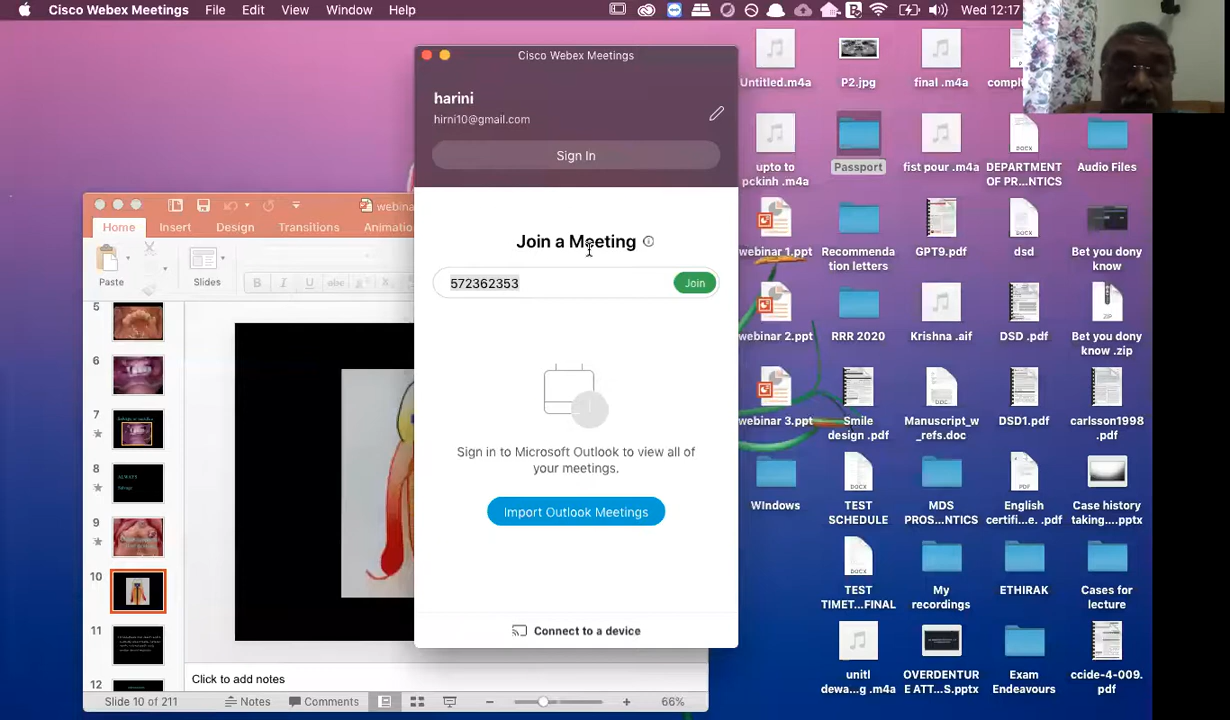 Cisco Webex Meetings File Edit View Window Help
Wed 12:17
Cisco Webex Meetings
harini
hirni10@gmail.com
Sign In
Join a Meeting
572362353
Join
Sign in to Microsoft Outlook to view all of
your meetings.
Import Outlook Meetings
Connect to a device
webina
Home Insert Design Transitions Animation
Paste
Slides
B I U abc
5
6
7
8
ALWAYS
9
10
11
12
Click to add notes
Slide 10 of 211
Notes
Comments
66%
Untitled.m4a
P2.jpg
final .m4a
upto to
pckinh .m4a
Passport
fist pour .m4a
DEPARTMENT
OF PR...NTICS
Audio Files
webinar 1.ppt
Recommenda
tion letters
GPT9.pdf
dsd
Bet you dony
know
webinar 2.ppt
RRR 2020
Krishna .aif
DSD .pdf
Bet you dony
know .zip
webinar 3.ppt
Smile
design .pdf
Manuscript_w
_refs.doc
DSD1.pdf
carlsson1998
.pdf
WIndows
TEST
SCHEDULE
MDS
PROS...NTICS
English
certifi...e. .pdf
Case history
taking....pptx
TEST
TIMET...FINAL
My
recordings
ETHIRAK
Cases for
lecture
unitl
dewa...g .m4a
OVERDENTUR
E ATT...S.pptx
Exam
Endeavours
ccide-4-009.
pdf